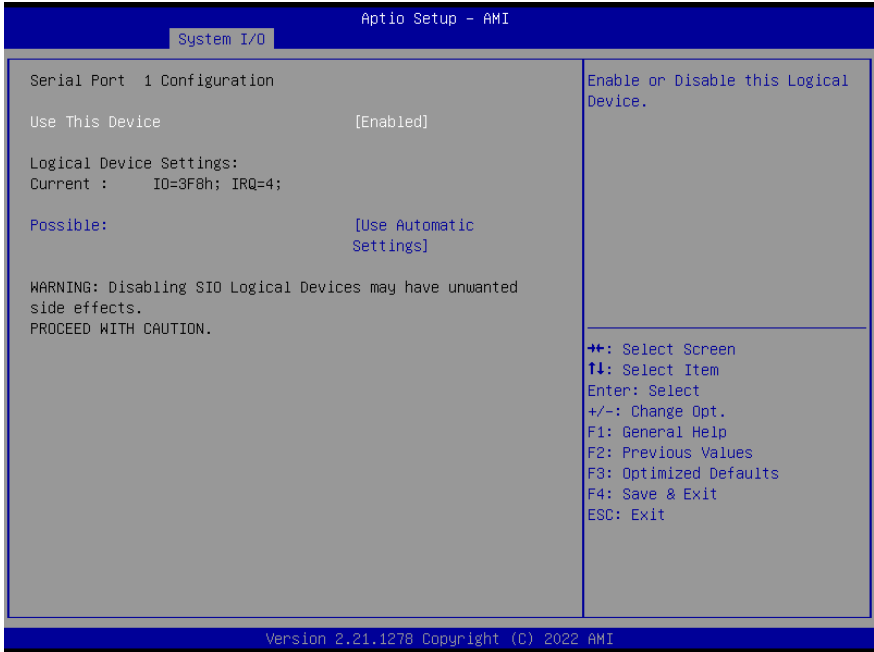 Aptio Setup – AMI
System I/O
Serial Port 1 Configuration
Use This Device [Enabled]
Logical Device Settings:
Current : IO=3F8h; IRQ=4;
Possible: [Use Automatic
Settings]
WARNING: Disabling SIO Logical Devices may have unwanted
side effects.
PROCEED WITH CAUTION.
Enable or Disable this Logical
Device.
→←: Select Screen
↑↓: Select Item
Enter: Select
+/-: Change Opt.
F1: General Help
F2: Previous Values
F3: Optimized Defaults
F4: Save & Exit
ESC: Exit
Version 2.21.1278 Copyright (C) 2022 AMI